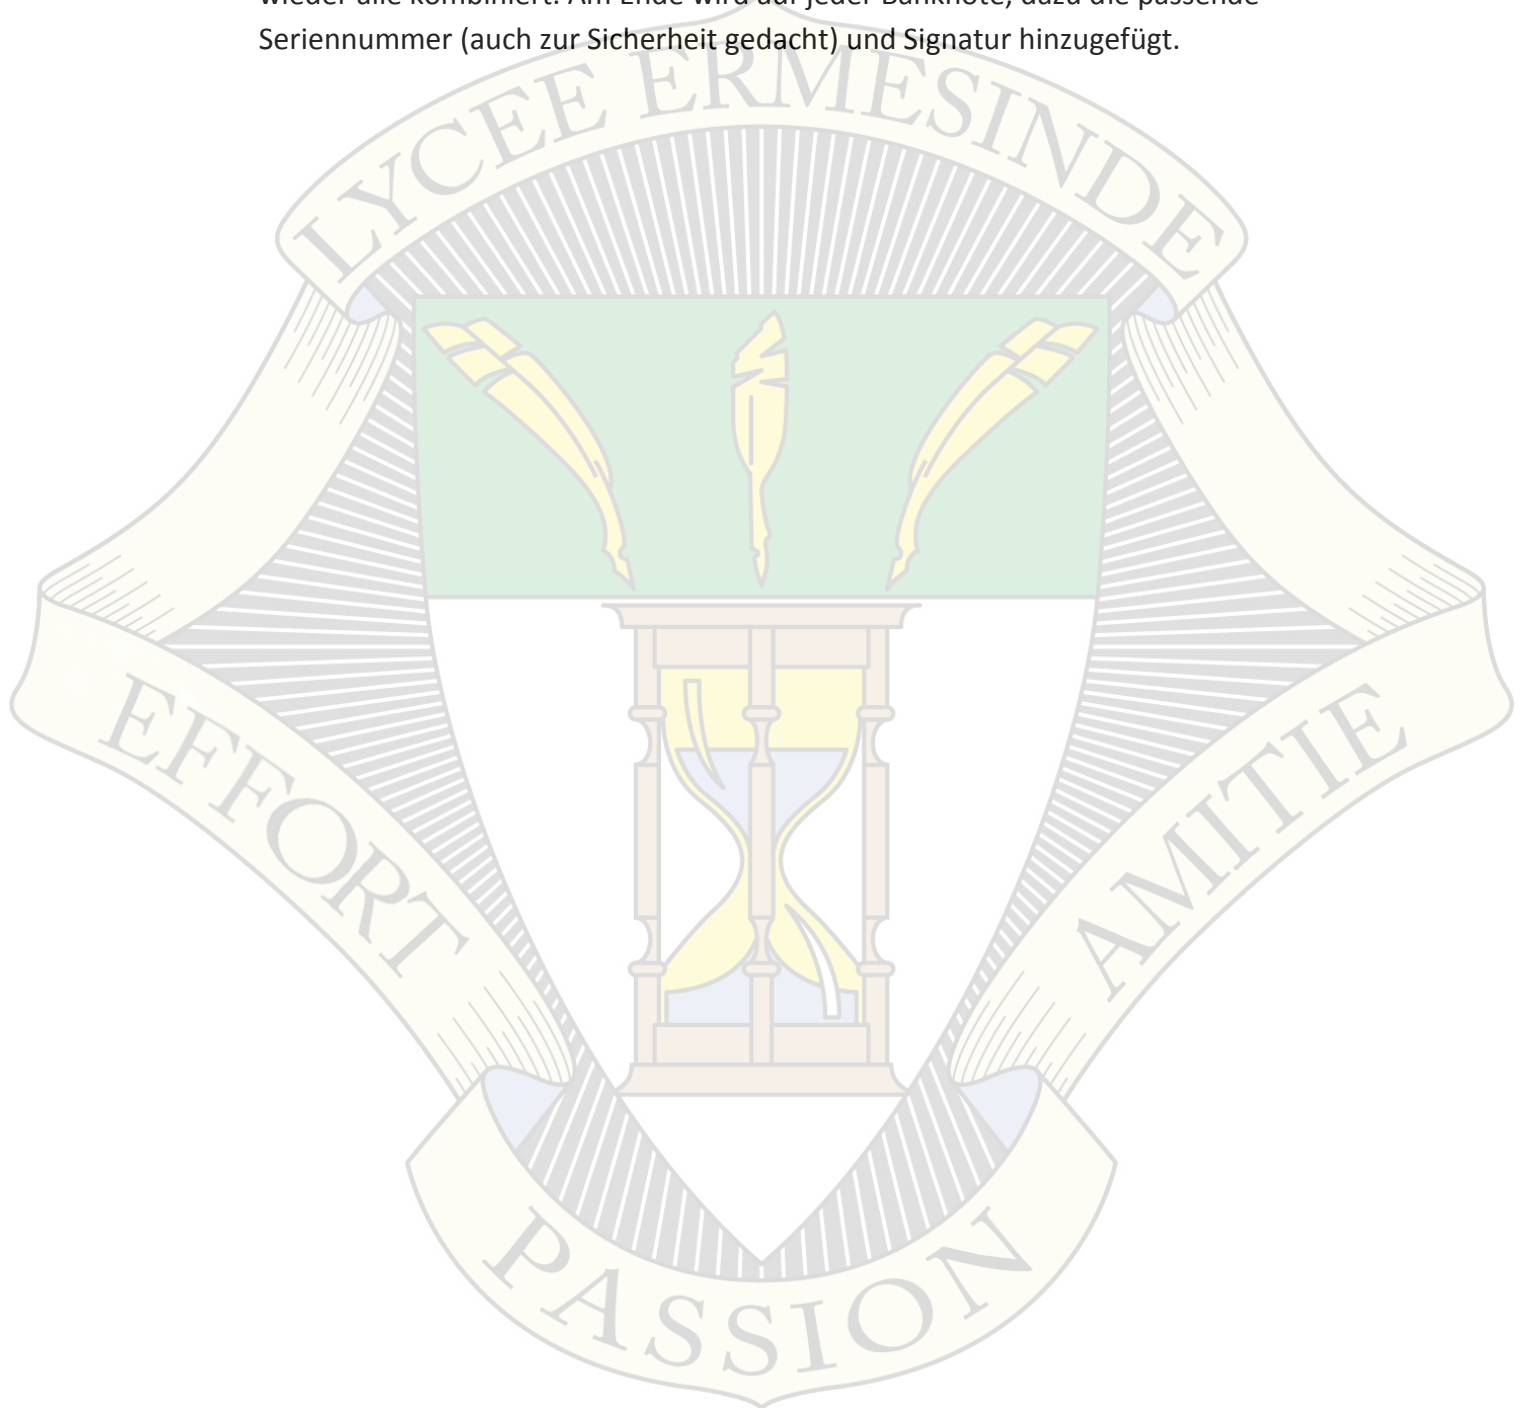 wieder alle kombiniert. Am Ende wird auf jeder Banknote, dazu die passende
Seriennummer (auch zur Sicherheit gedacht) und Signatur hinzugefügt.
LYCEE ERMESINDE
EFFORT
AMITIE
PASSION